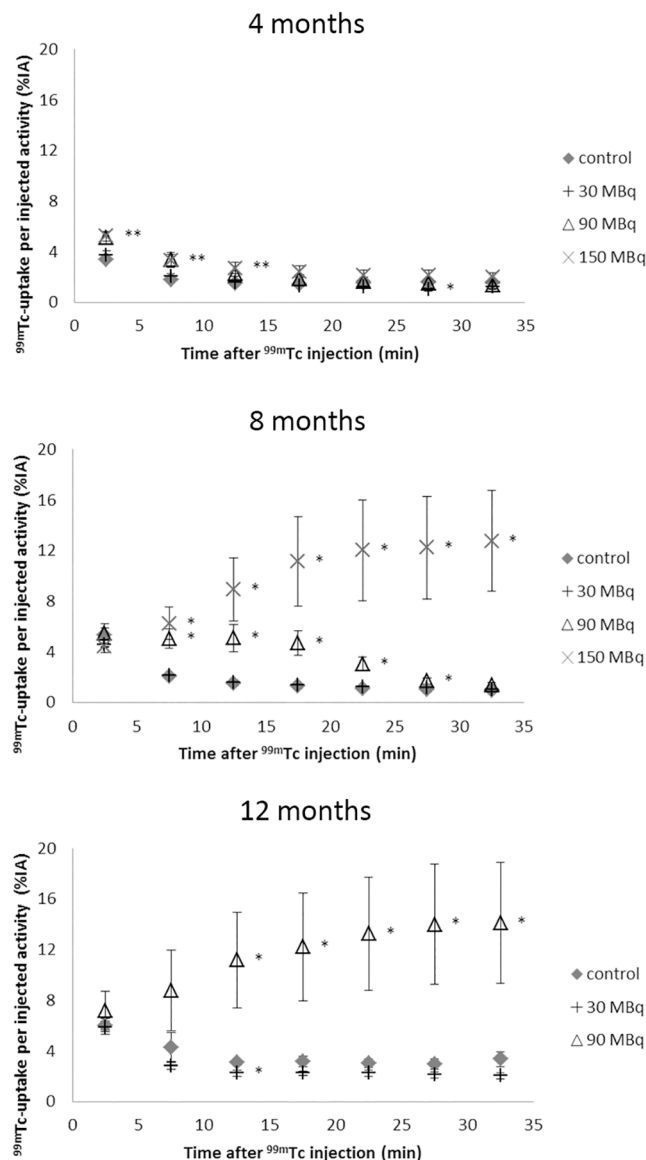 4 months
20
16
12
8
4
0
0 5 10 15 20 25 30 35
** ** ** *
⁹⁹ᵐTc-uptake per injected activity (%IA)
Time after ⁹⁹ᵐTc injection (min)
control
30 MBq
90 MBq
150 MBq
8 months
20
16
12
8
4
0
0 5 10 15 20 25 30 35
* * * * * *
* * * * *
⁹⁹ᵐTc-uptake per injected activity (%IA)
Time after ⁹⁹ᵐTc injection (min)
control
30 MBq
90 MBq
150 MBq
12 months
20
16
12
8
4
0
0 5 10 15 20 25 30 35
* * * * *
*
⁹⁹ᵐTc-uptake per injected activity (%IA)
Time after ⁹⁹ᵐTc injection (min)
control
30 MBq
90 MBq